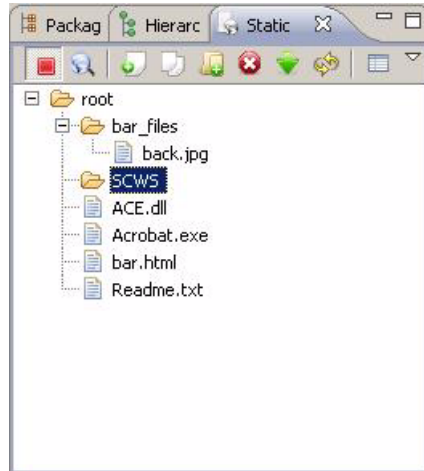 Packag Hierarc Static
root
bar_files
back.jpg
SCWS
ACE.dll
Acrobat.exe
bar.html
Readme.txt